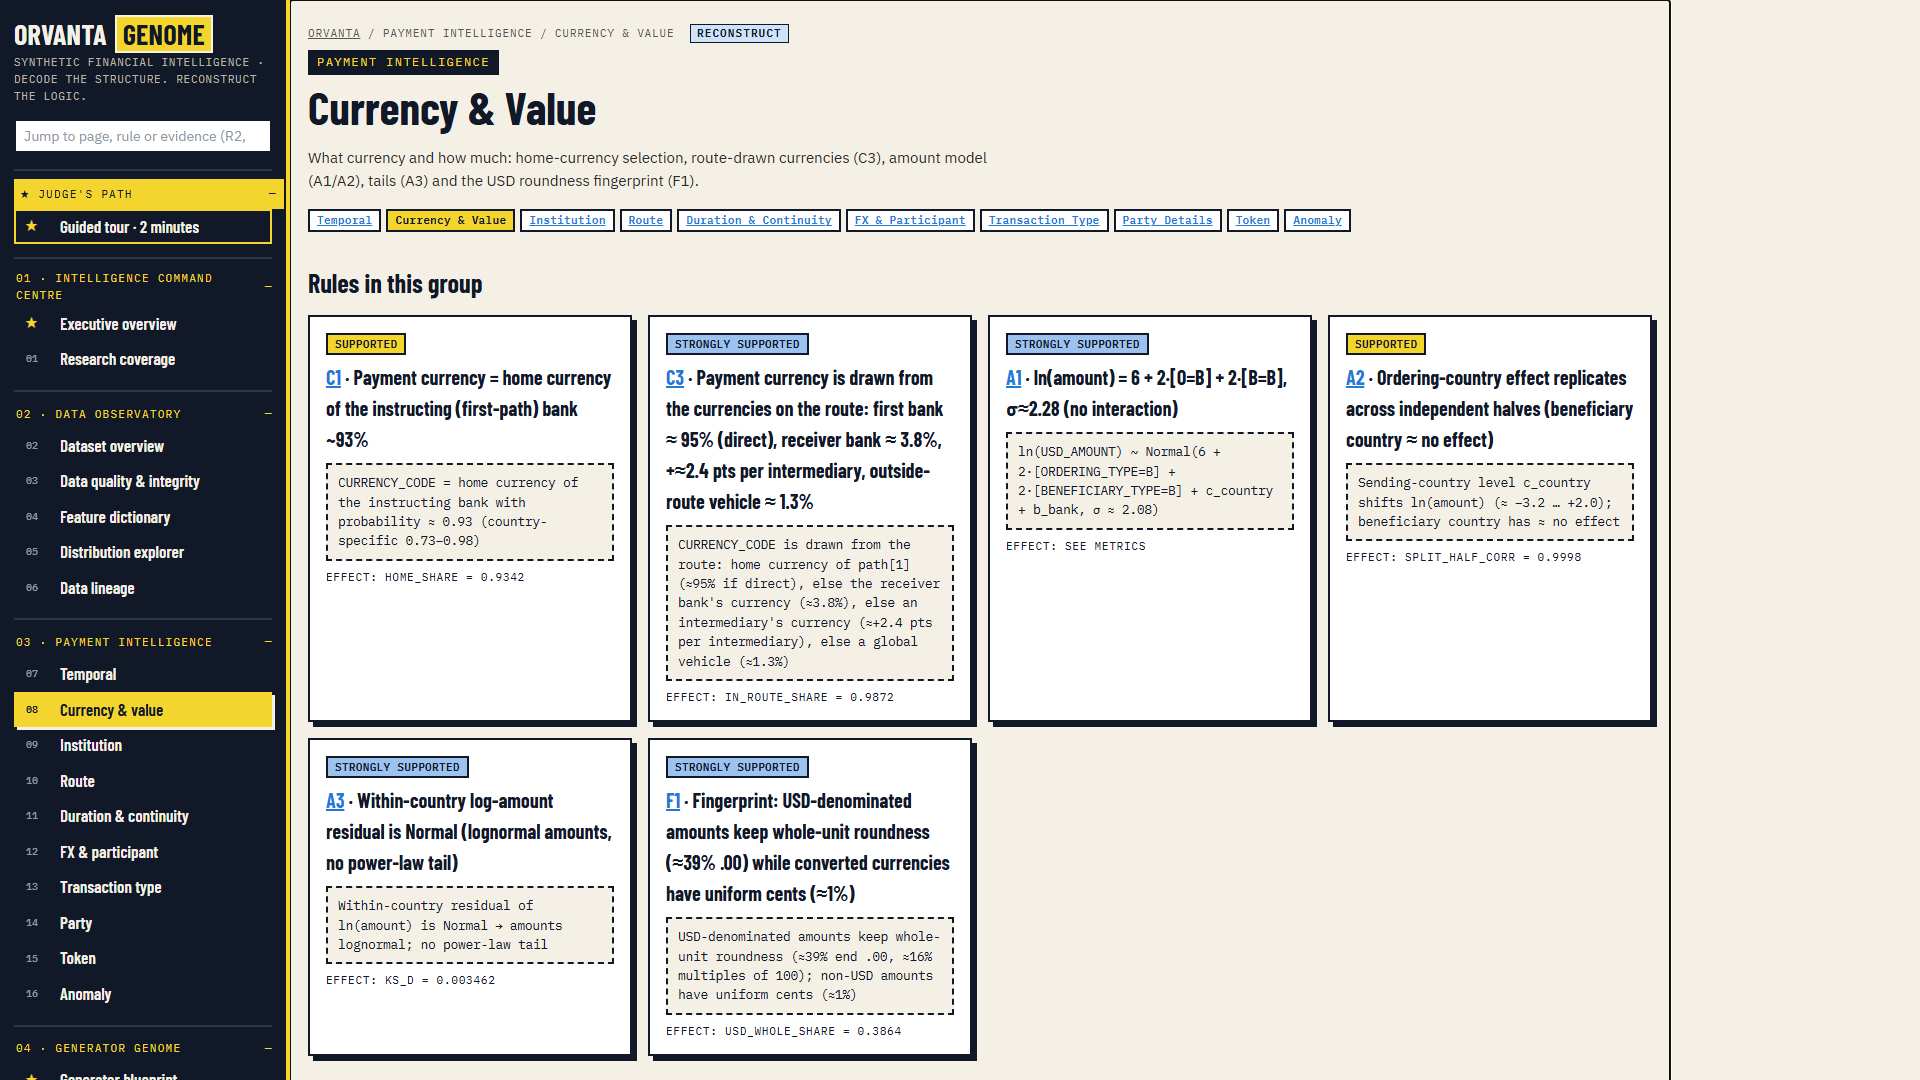 ORVANTA GENOME
SYNTHETIC FINANCIAL INTELLIGENCE ·
DECODE THE STRUCTURE. RECONSTRUCT
THE LOGIC.
Jump to page, rule or evidence (R2,
★ JUDGE'S PATH –
★ Guided tour · 2 minutes
01 · INTELLIGENCE COMMAND
CENTRE –
★ Executive overview
01 Research coverage
02 · DATA OBSERVATORY –
02 Dataset overview
03 Data quality & integrity
04 Feature dictionary
05 Distribution explorer
06 Data lineage
03 · PAYMENT INTELLIGENCE –
07 Temporal
08 Currency & value
09 Institution
10 Route
11 Duration & continuity
12 FX & participant
13 Transaction type
14 Party
15 Token
16 Anomaly
04 · GENERATOR GENOME –
★ Generator blueprint
ORVANTA / PAYMENT INTELLIGENCE / CURRENCY & VALUE RECONSTRUCT
PAYMENT INTELLIGENCE
Currency & Value
What currency and how much: home-currency selection, route-drawn currencies (C3), amount model
(A1/A2), tails (A3) and the USD roundness fingerprint (F1).
Temporal Currency & Value Institution Route Duration & Continuity FX & Participant Transaction Type Party Details Token Anomaly
Rules in this group
SUPPORTED
C1 · Payment currency = home currency
of the instructing (first-path) bank
~93%
CURRENCY_CODE = home currency of
the instructing bank with
probability ≈ 0.93 (country-
specific 0.73–0.98)
EFFECT: HOME_SHARE = 0.9342
STRONGLY SUPPORTED
C3 · Payment currency is drawn from
the currencies on the route: first bank
≈ 95% (direct), receiver bank ≈ 3.8%,
+≈2.4 pts per intermediary, outside-
route vehicle ≈ 1.3%
CURRENCY_CODE is drawn from the
route: home currency of path[1]
(≈95% if direct), else the receiver
bank's currency (≈3.8%), else an
intermediary's currency (≈+2.4 pts
per intermediary), else a global
vehicle (≈1.3%)
EFFECT: IN_ROUTE_SHARE = 0.9872
STRONGLY SUPPORTED
A1 · ln(amount) = 6 + 2·[O=B] + 2·[B=B],
σ≈2.28 (no interaction)
ln(USD_AMOUNT) ~ Normal(6 +
2·[ORDERING_TYPE=B] +
2·[BENEFICIARY_TYPE=B] + c_country
+ b_bank, σ ≈ 2.08)
EFFECT: SEE METRICS
SUPPORTED
A2 · Ordering-country effect replicates
across independent halves (beneficiary
country ≈ no effect)
Sending-country level c_country
shifts ln(amount) (≈ −3.2 … +2.0);
beneficiary country has ≈ no effect
EFFECT: SPLIT_HALF_CORR = 0.9998
STRONGLY SUPPORTED
A3 · Within-country log-amount
residual is Normal (lognormal amounts,
no power-law tail)
Within-country residual of
ln(amount) is Normal → amounts
lognormal; no power-law tail
EFFECT: KS_D = 0.003462
STRONGLY SUPPORTED
F1 · Fingerprint: USD-denominated
amounts keep whole-unit roundness
(≈39% .00) while converted currencies
have uniform cents (≈1%)
USD-denominated amounts keep whole-
unit roundness (≈39% end .00, ≈16%
multiples of 100); non-USD amounts
have uniform cents (≈1%)
EFFECT: USD_WHOLE_SHARE = 0.3864